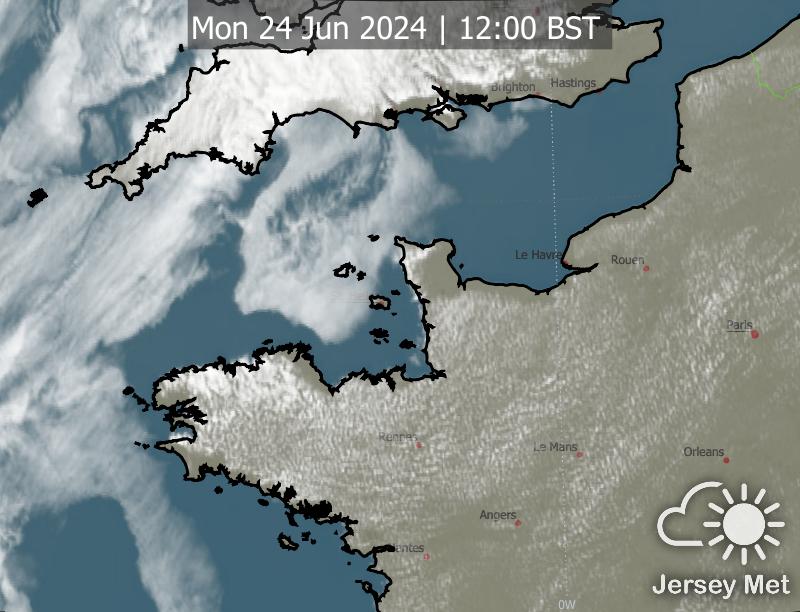 Mon 24 Jun 2024 | 12:00 BST
Brighton
Hastings
Le Havre
Rouen
Paris
Rennes
Le Mans
Orleans
Angers
Nantes
Jersey Met
0W